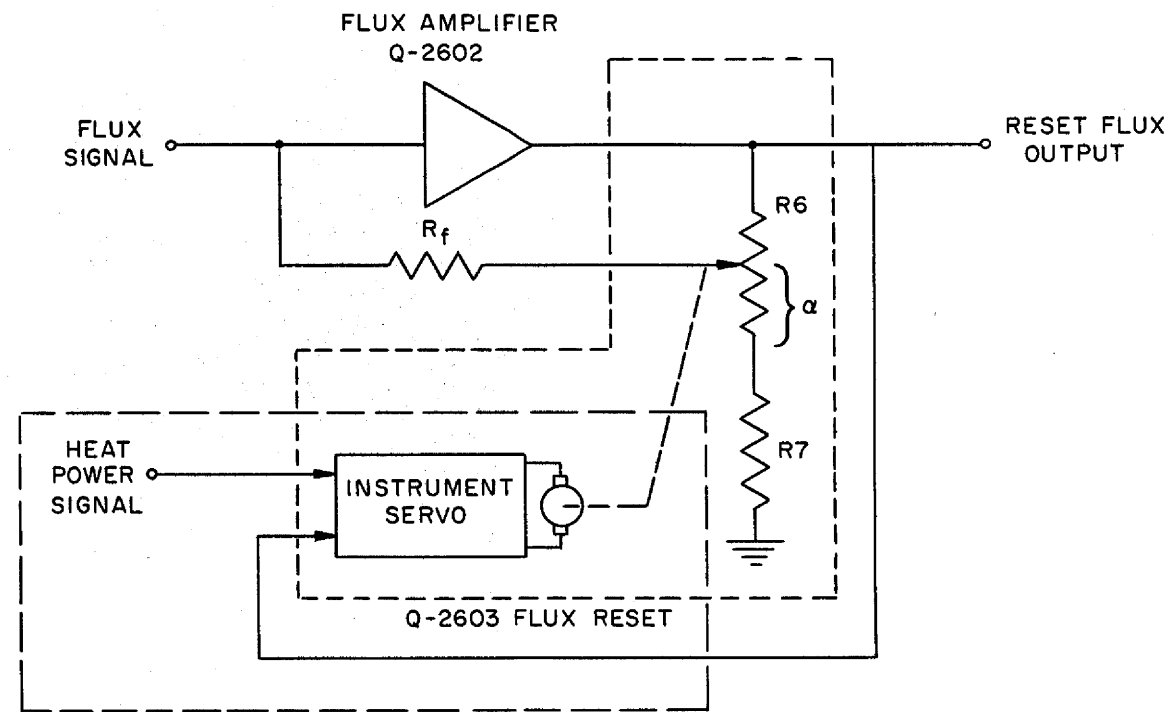 FLUX AMPLIFIER
Q-2602
FLUX
SIGNAL
RESET FLUX
OUTPUT
R6
Rf
α
R7
HEAT
POWER
SIGNAL
INSTRUMENT
SERVO
Q-2603 FLUX RESET